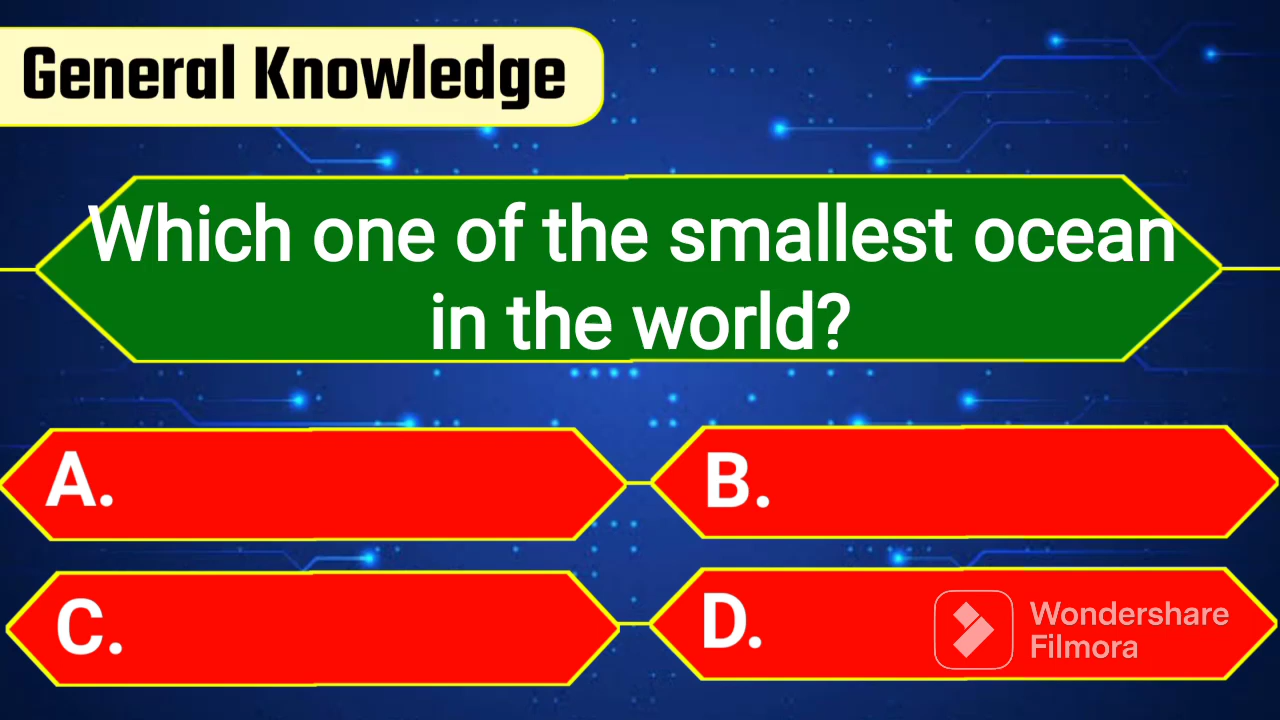 General Knowledge
Which one of the smallest ocean
in the world?
A.
B.
C.
D.
Wondershare
Filmora